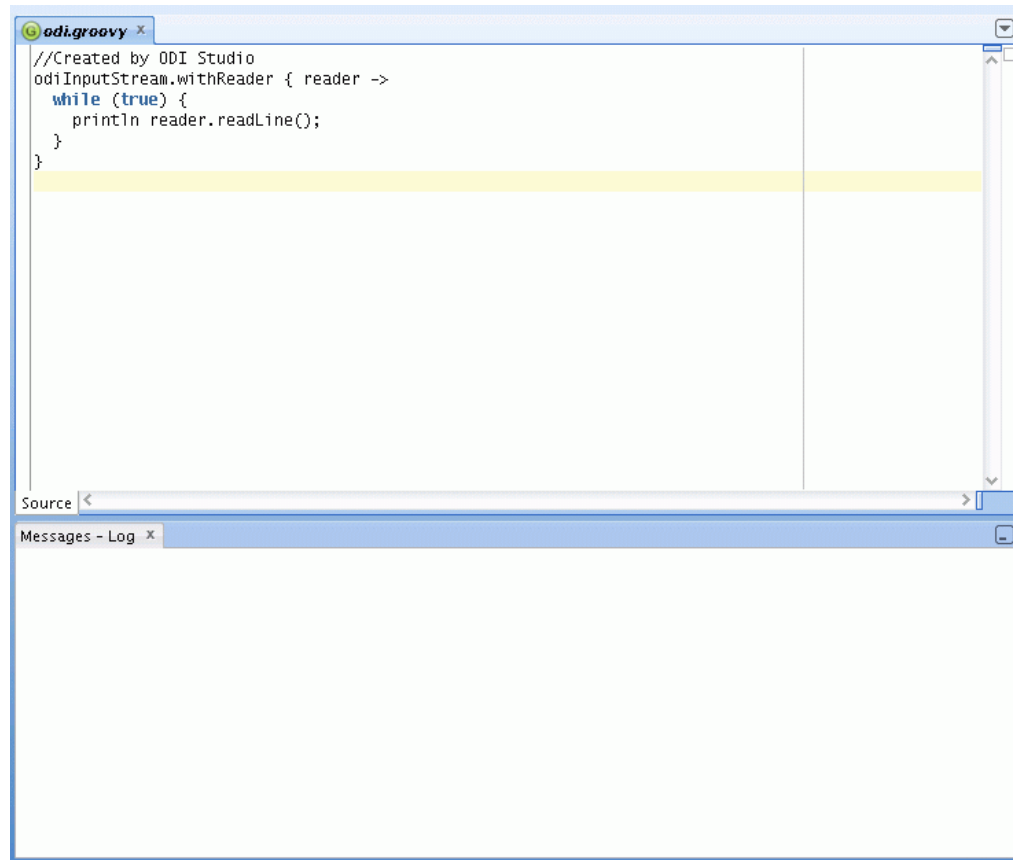 odi.groovy x
//Created by ODI Studio
odiInputStream.withReader { reader ->
  while (true) {
    println reader.readLine();
  }
}
Source
Messages - Log x